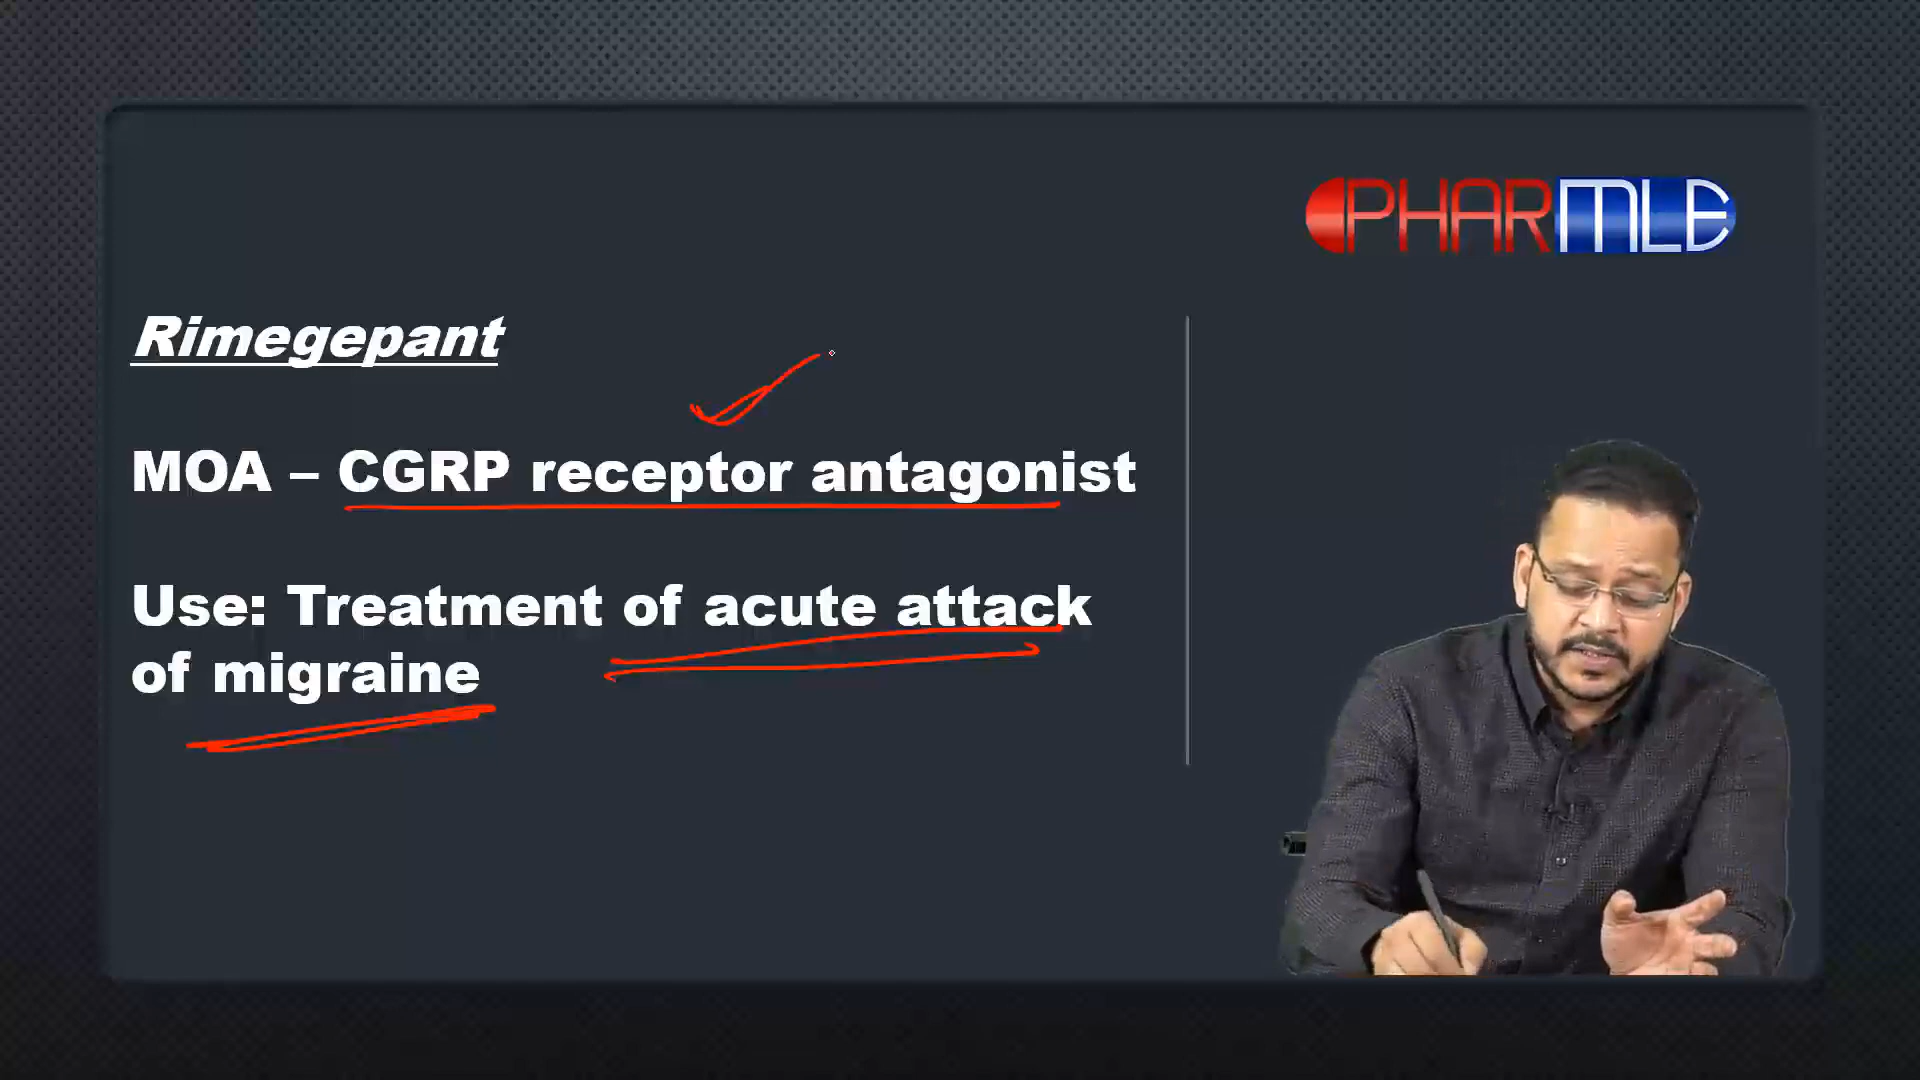 PHARMLE
Rimegepant
MOA – CGRP receptor antagonist
Use: Treatment of acute attack
of migraine